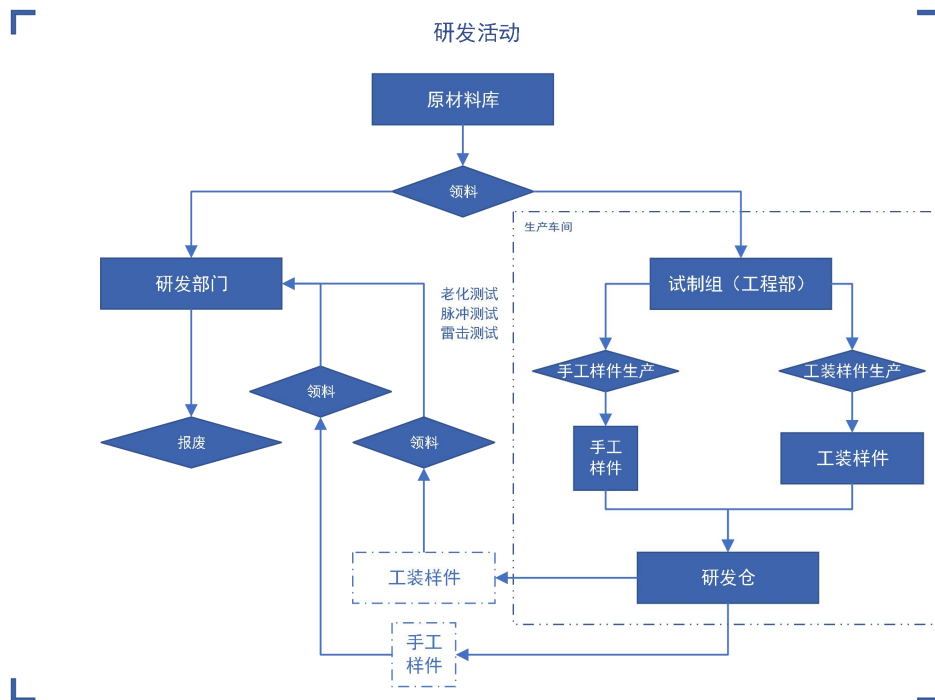 研发活动
原材料库
领料
生产车间
研发部门
试制组（工程部）
老化测试
脉冲测试
雷击测试
手工样件生产
工装样件生产
领料
报废
领料
手工
样件
工装样件
工装样件
研发仓
手工
样件